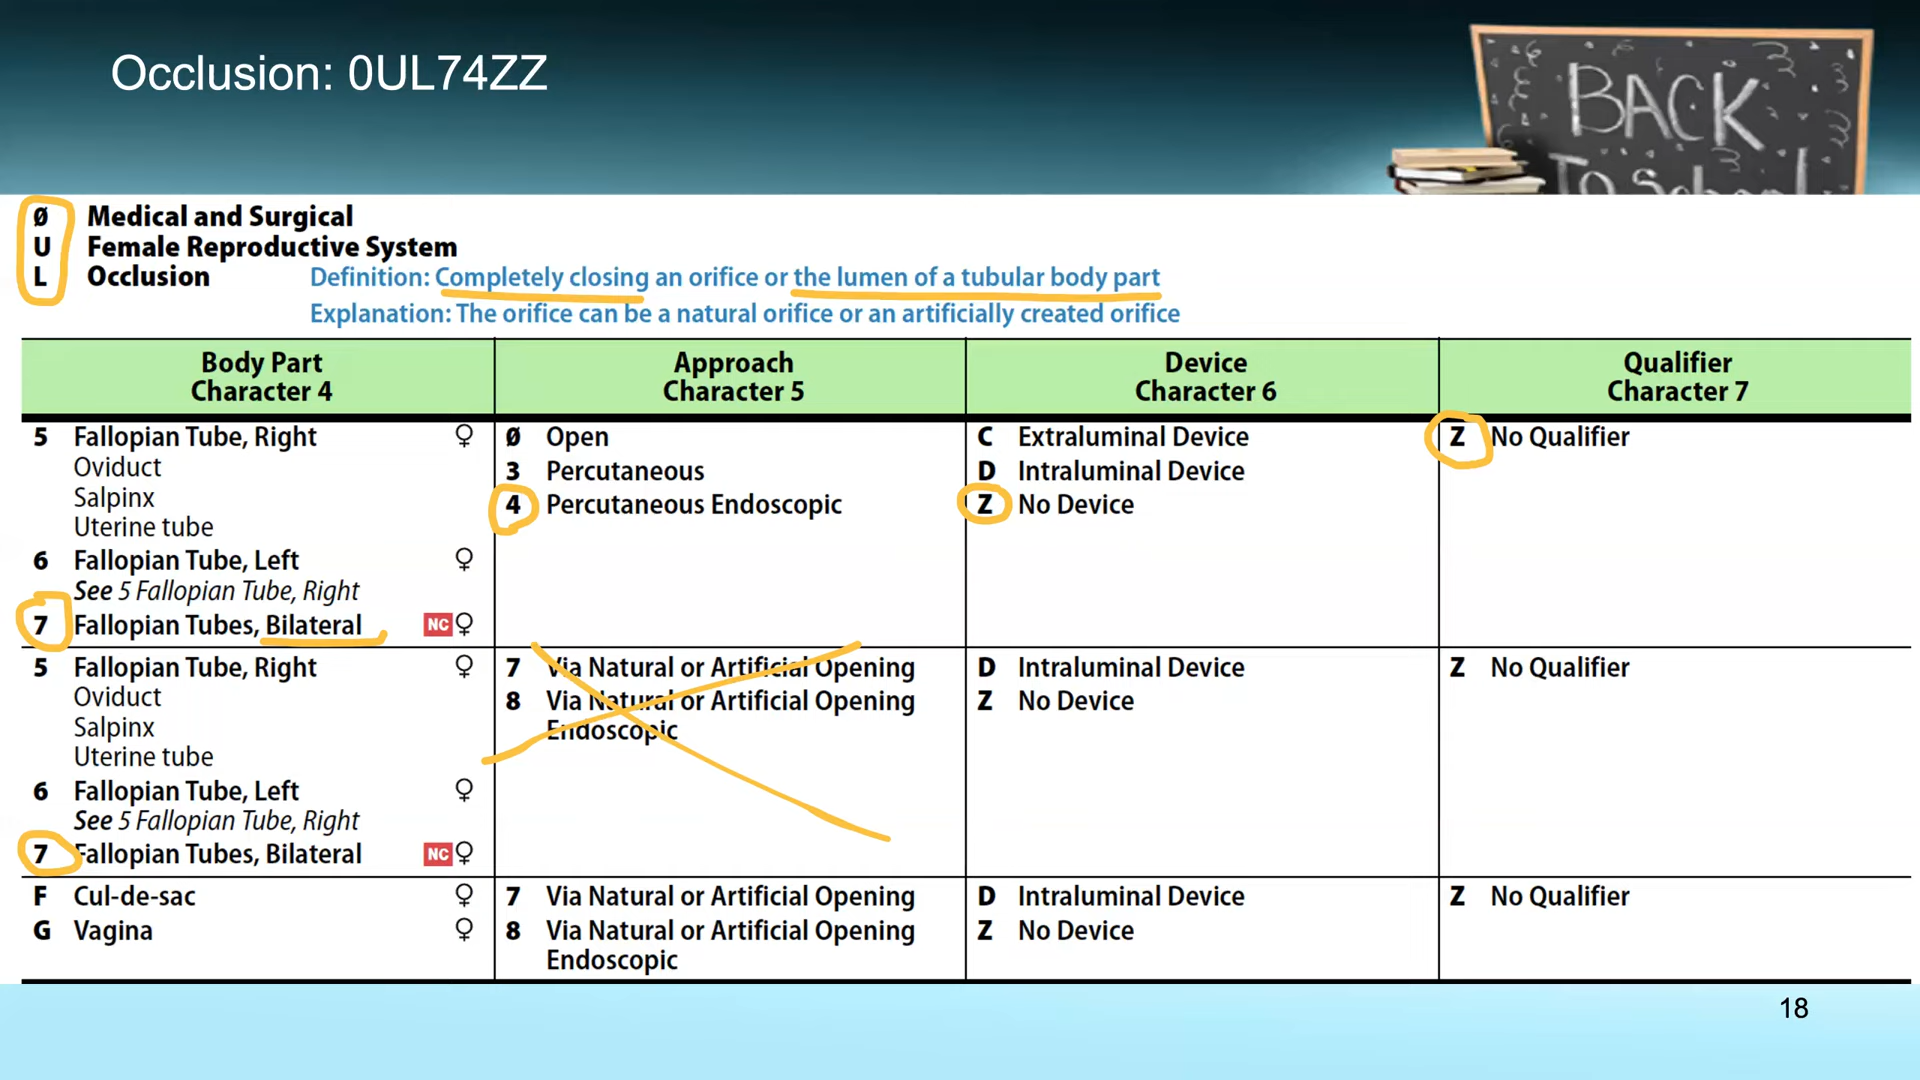 Occlusion: 0UL74ZZ
BACK
To School
Ø Medical and Surgical
U Female Reproductive System
L Occlusion Definition: Completely closing an orifice or the lumen of a tubular body part
Explanation: The orifice can be a natural orifice or an artificially created orifice
Body Part Character 4 Approach Character 5 Device Character 6 Qualifier Character 7
5 Fallopian Tube, Right ♀
Oviduct
Salpinx
Uterine tube
6 Fallopian Tube, Left ♀
See 5 Fallopian Tube, Right
7 Fallopian Tubes, Bilateral NC ♀
Ø Open
3 Percutaneous
4 Percutaneous Endoscopic
C Extraluminal Device
D Intraluminal Device
Z No Device
Z No Qualifier
5 Fallopian Tube, Right ♀
Oviduct
Salpinx
Uterine tube
6 Fallopian Tube, Left ♀
See 5 Fallopian Tube, Right
7 Fallopian Tubes, Bilateral NC ♀
7 Via Natural or Artificial Opening
8 Via Natural or Artificial Opening
Endoscopic
D Intraluminal Device
Z No Device
Z No Qualifier
F Cul-de-sac ♀
G Vagina ♀
7 Via Natural or Artificial Opening
8 Via Natural or Artificial Opening
Endoscopic
D Intraluminal Device
Z No Device
Z No Qualifier
18